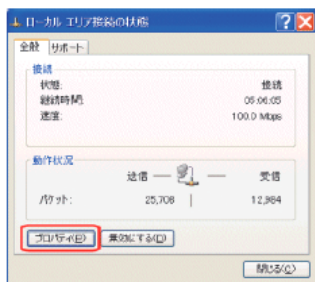 ローカル エリア接続の状態
全般 サポート
接続
状態: 接続
継続時間: 05:06:05
速度: 100.0 Mbps
動作状況
送信 — — 受信
パケット: 25,708 | 12,984
プロパティ(P) 無効にする(D)
閉じる(C)